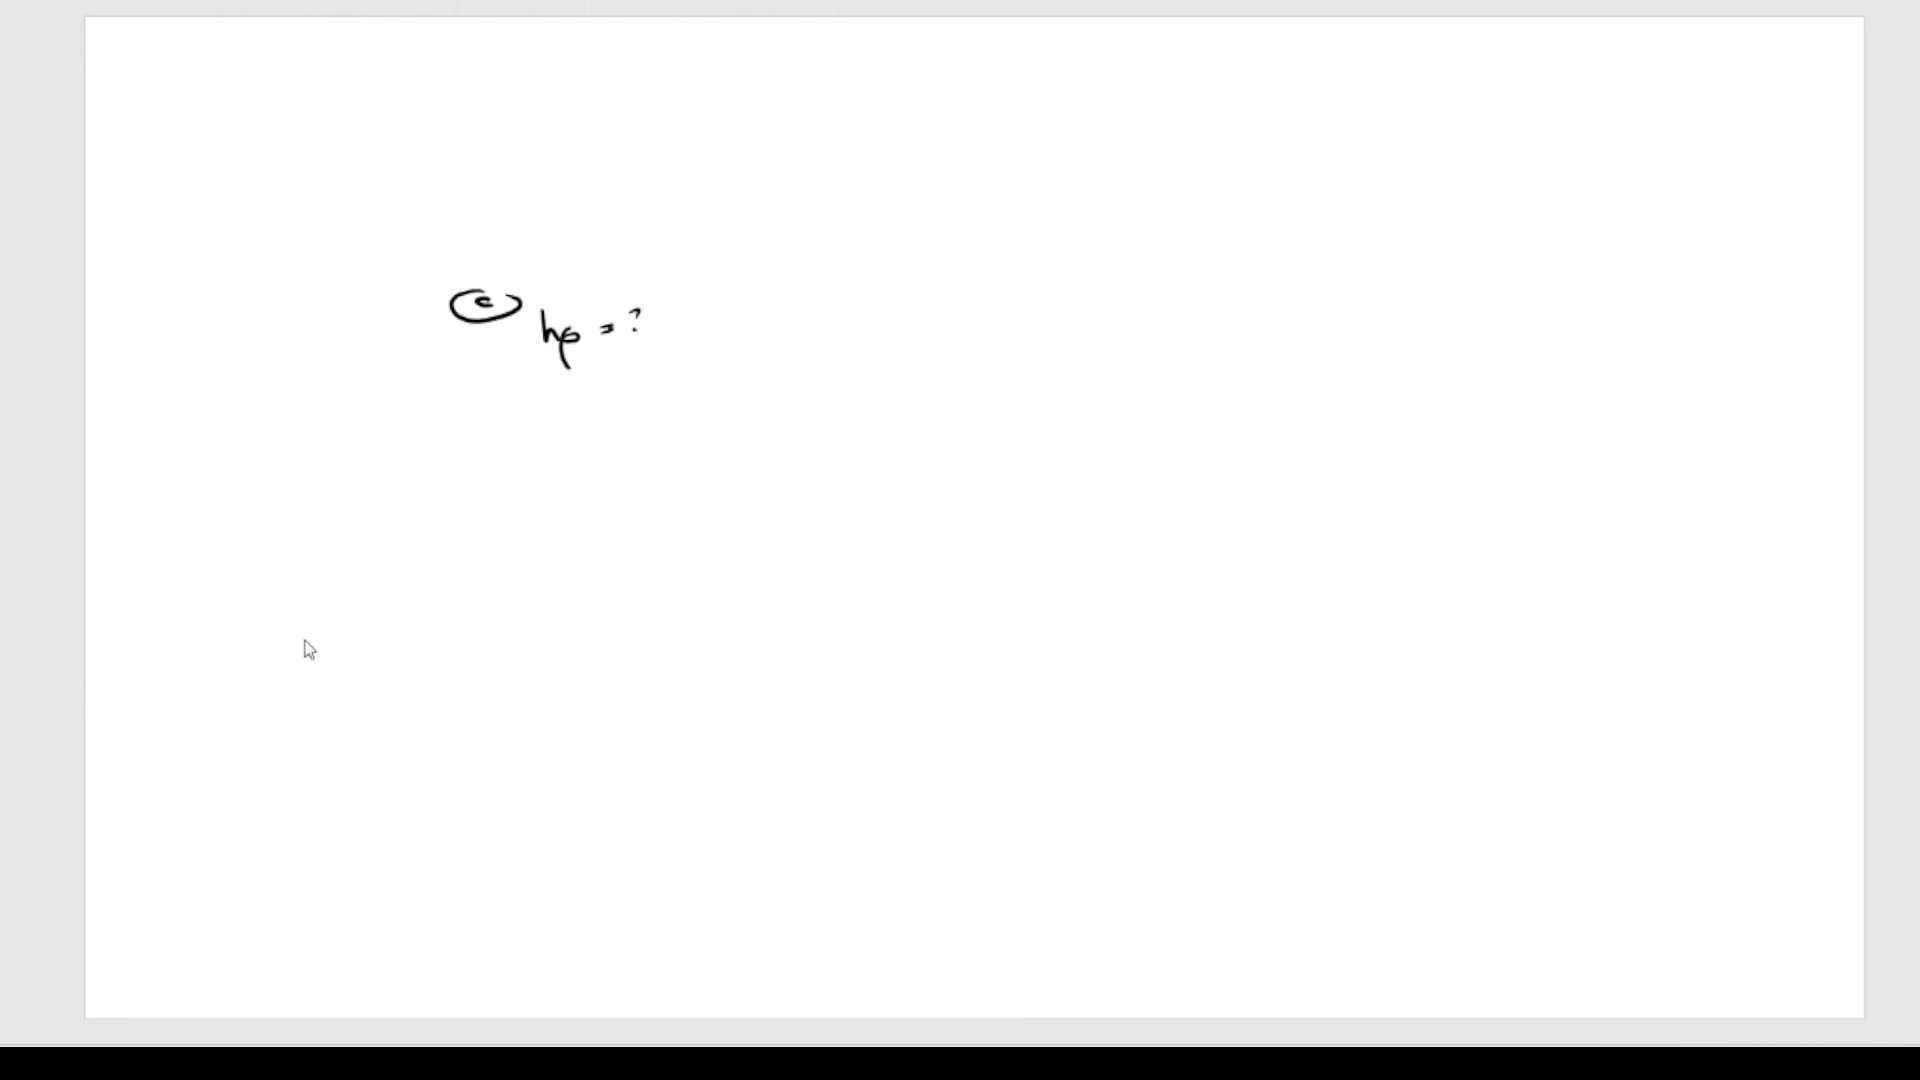 c hp = ?